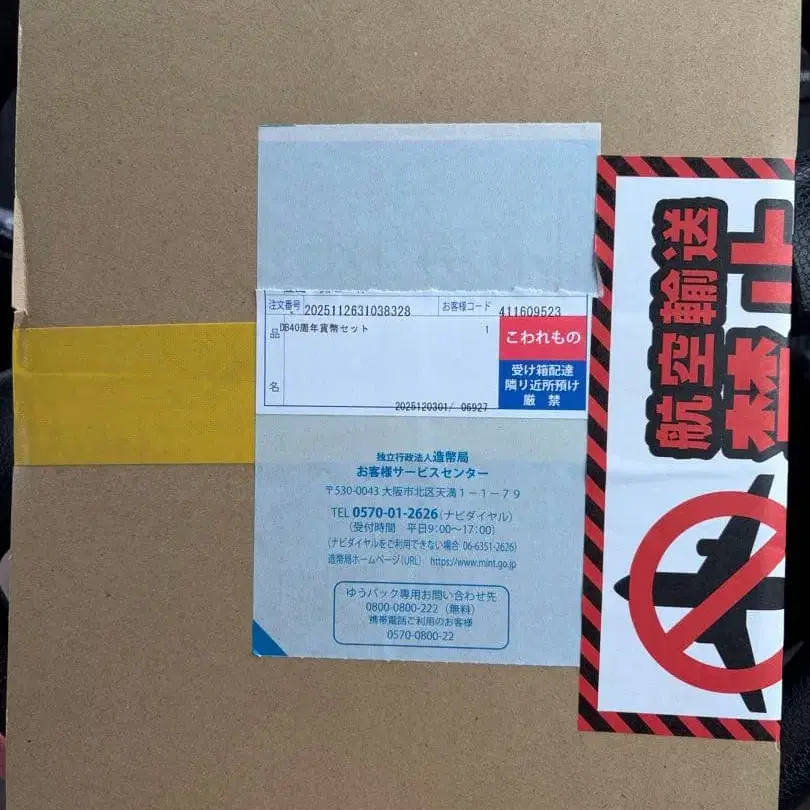 注文番号 2025112631038328 お客様コード 411609523
品名 DB40周年貨幣セット 1
こわれもの
受け箱配達
隣り近所預け
厳 禁
2025120301/ 06927
独立行政法人造幣局
お客様サービスセンター
〒530-0043 大阪市北区天満1-1-79
TEL 0570-01-2626(ナビダイヤル)
(受付時間 平日9:00〜17:00)
(ナビダイヤルをご利用できない場合 06-6351-2626)
造幣局ホームページ(URL) https://www.mint.go.jp
ゆうパック専用お問い合わせ先
0800-0800-222(無料)
携帯電話ご利用のお客様
0570-0800-22
航空輸送
禁止